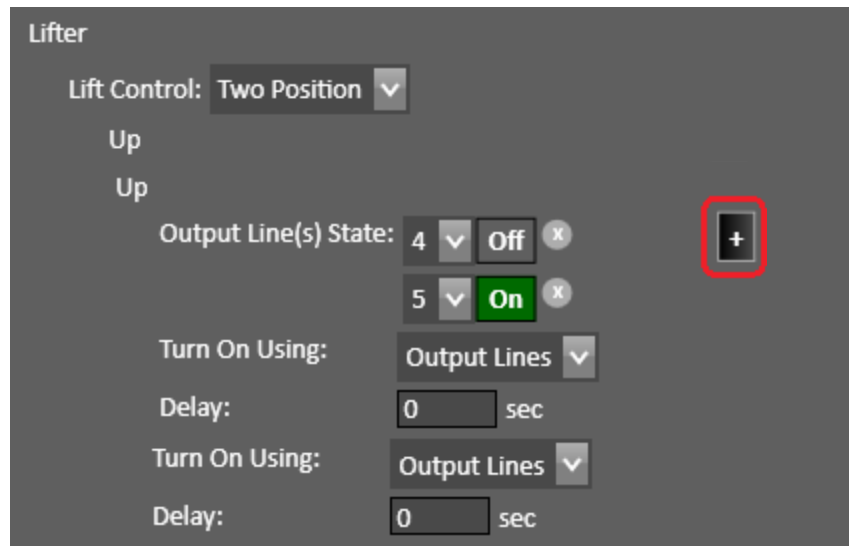 Lifter
Lift Control: Two Position
Up
Up
Output Line(s) State: 4 Off x +
5 On x
Turn On Using: Output Lines
Delay: 0 sec
Turn On Using: Output Lines
Delay: 0 sec